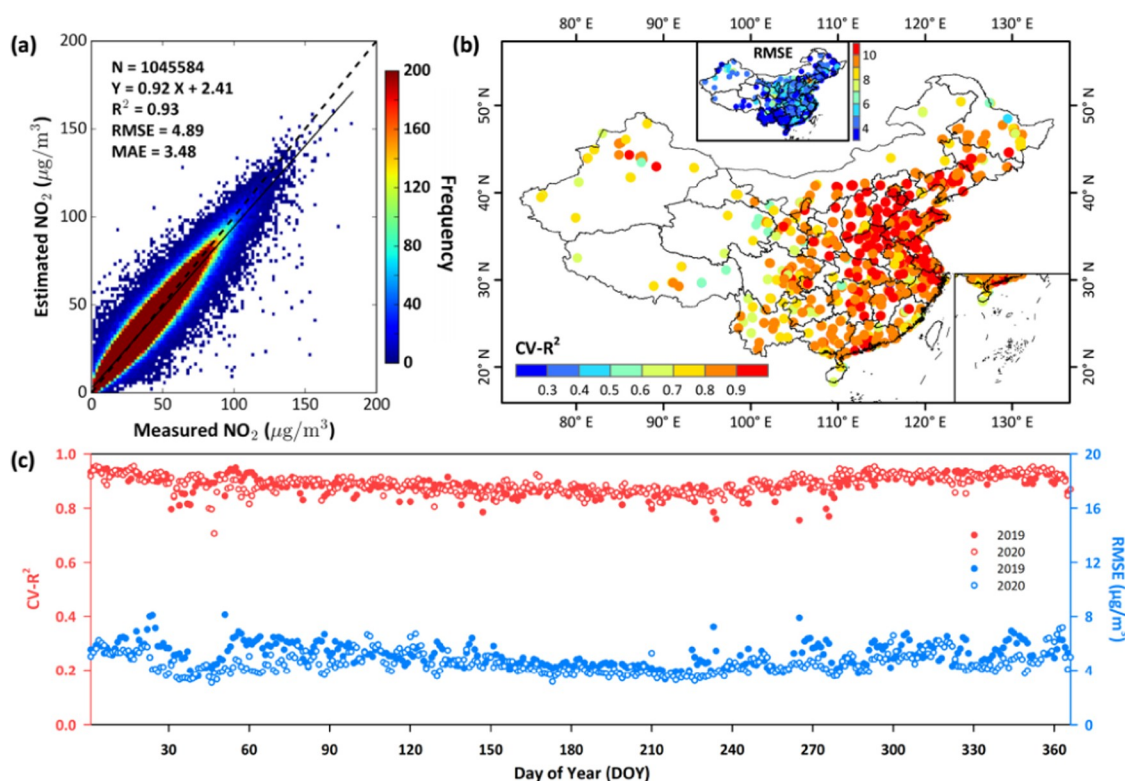 (a)
200
150
100
50
0
0 50 100 150 200
Estimated NO2 (μg/m3)
Measured NO2 (μg/m3)
N = 1045584
Y = 0.92 X + 2.41
R2 = 0.93
RMSE = 4.89
MAE = 3.48
200
160
120
80
40
0
Frequency
(b)
80° E 90° E 100° E 110° E 120° E 130° E
50° N
40° N
30° N
20° N
RMSE
10
8
6
4
50° N
40° N
30° N
20° N
CV-R2
0.3 0.4 0.5 0.6 0.7 0.8 0.9
80° E 90° E 100° E 110° E 120° E 130° E
(c)
1.0
0.8
0.6
0.4
0.2
0.0
CV-R2
2019
2020
2019
2020
20
16
12
8
4
0
RMSE (μg/m3)
30 60 90 120 150 180 210 240 270 300 330 360
Day of Year (DOY)